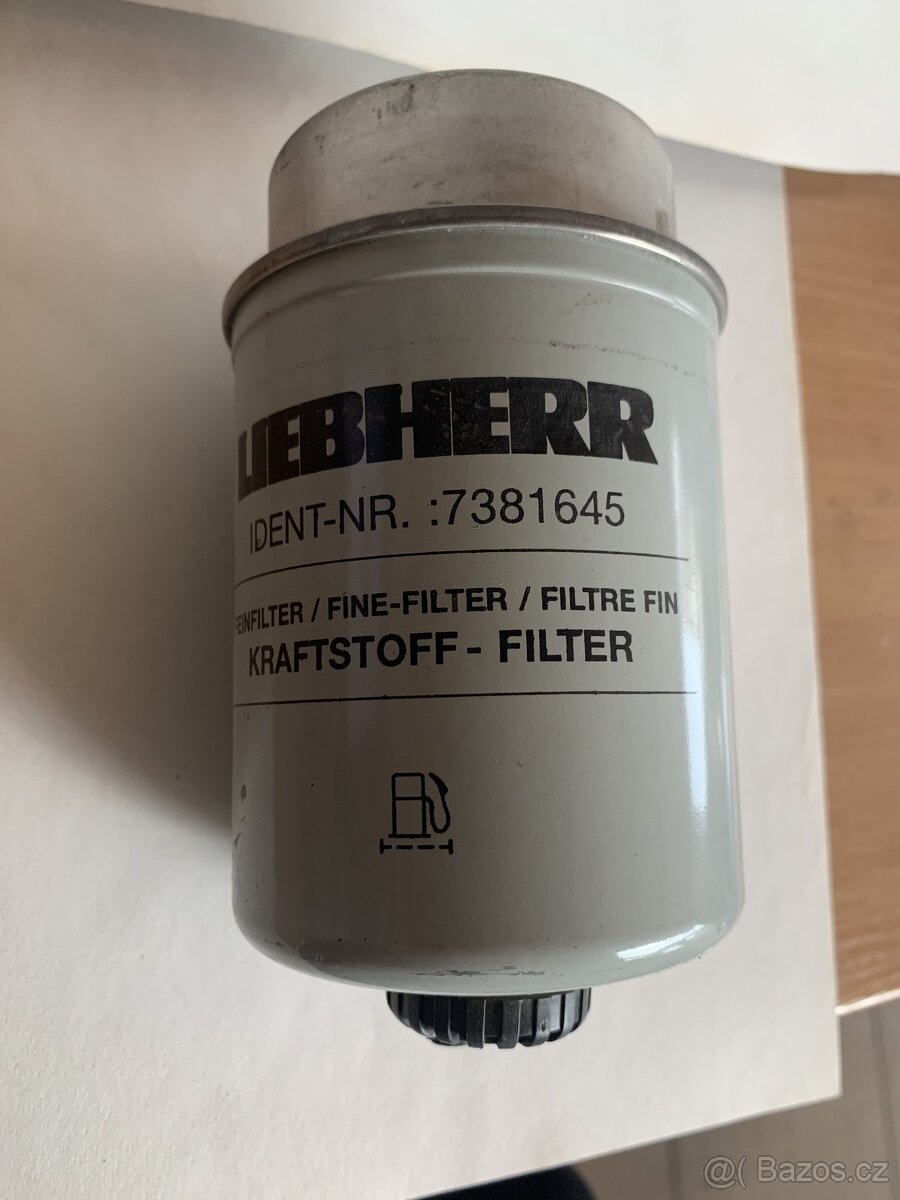 LIEBHERR
IDENT-NR. :7381645
FEINFILTER / FINE-FILTER / FILTRE FIN
KRAFTSTOFF - FILTER
@( Bazos.cz